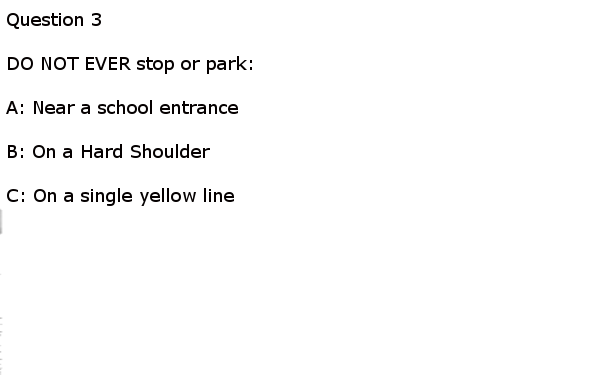 Question 3
DO NOT EVER stop or park:
A: Near a school entrance
B: On a Hard Shoulder
C: On a single yellow line